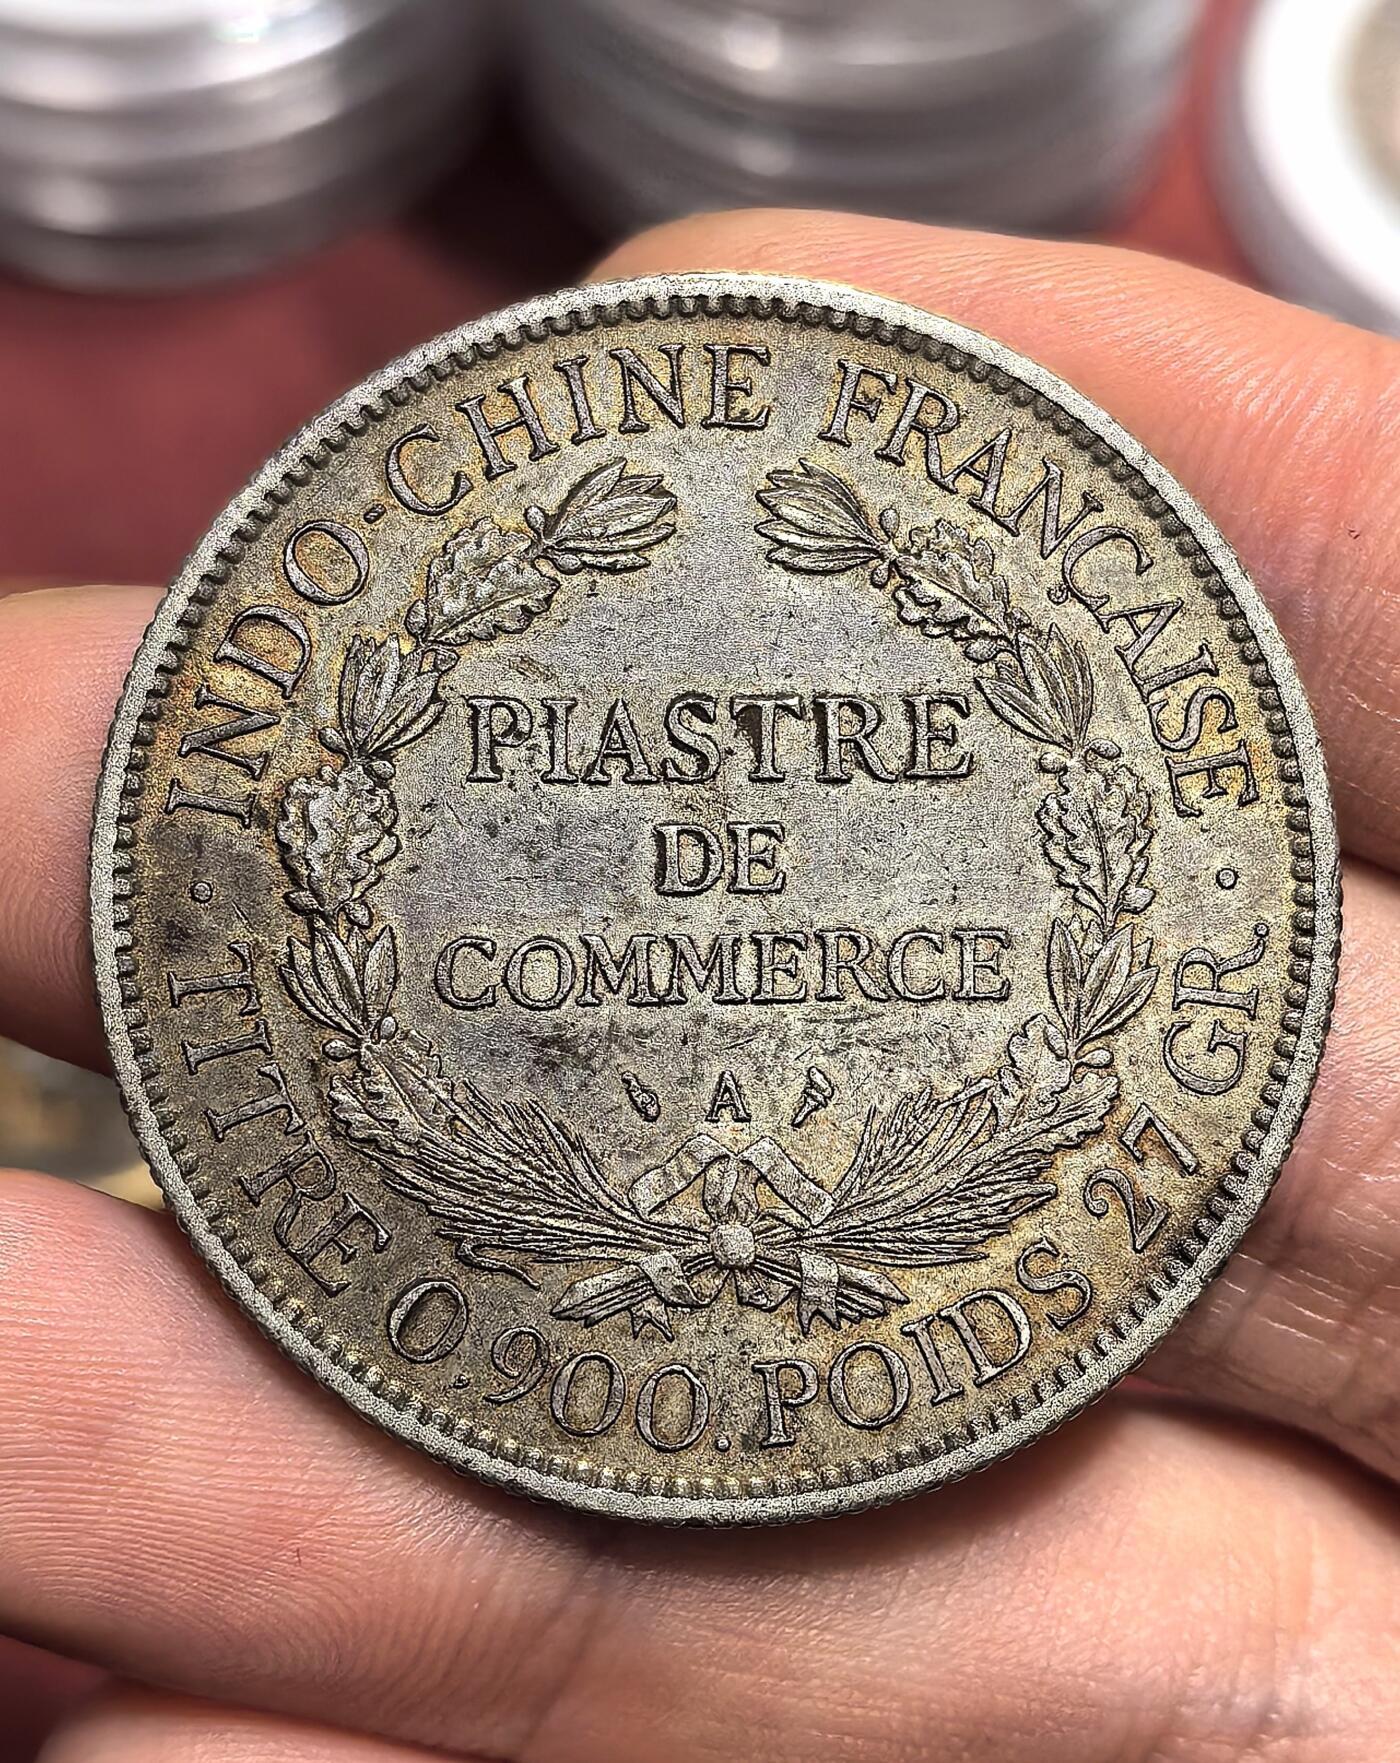 INDO-CHINE FRANÇAISE
PIASTRE
DE
COMMERCE
A
TITRE 0,900. POIDS 27 GR.